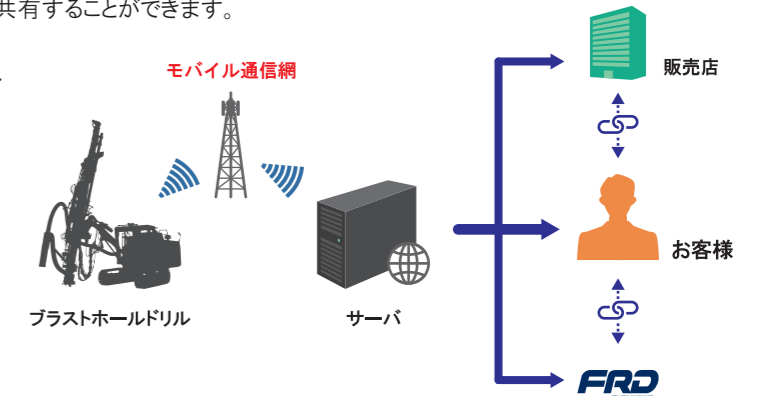 共有することができます。
モバイル通信網
販売店
お客様
ブラストホールドリル
サーバ
FRD